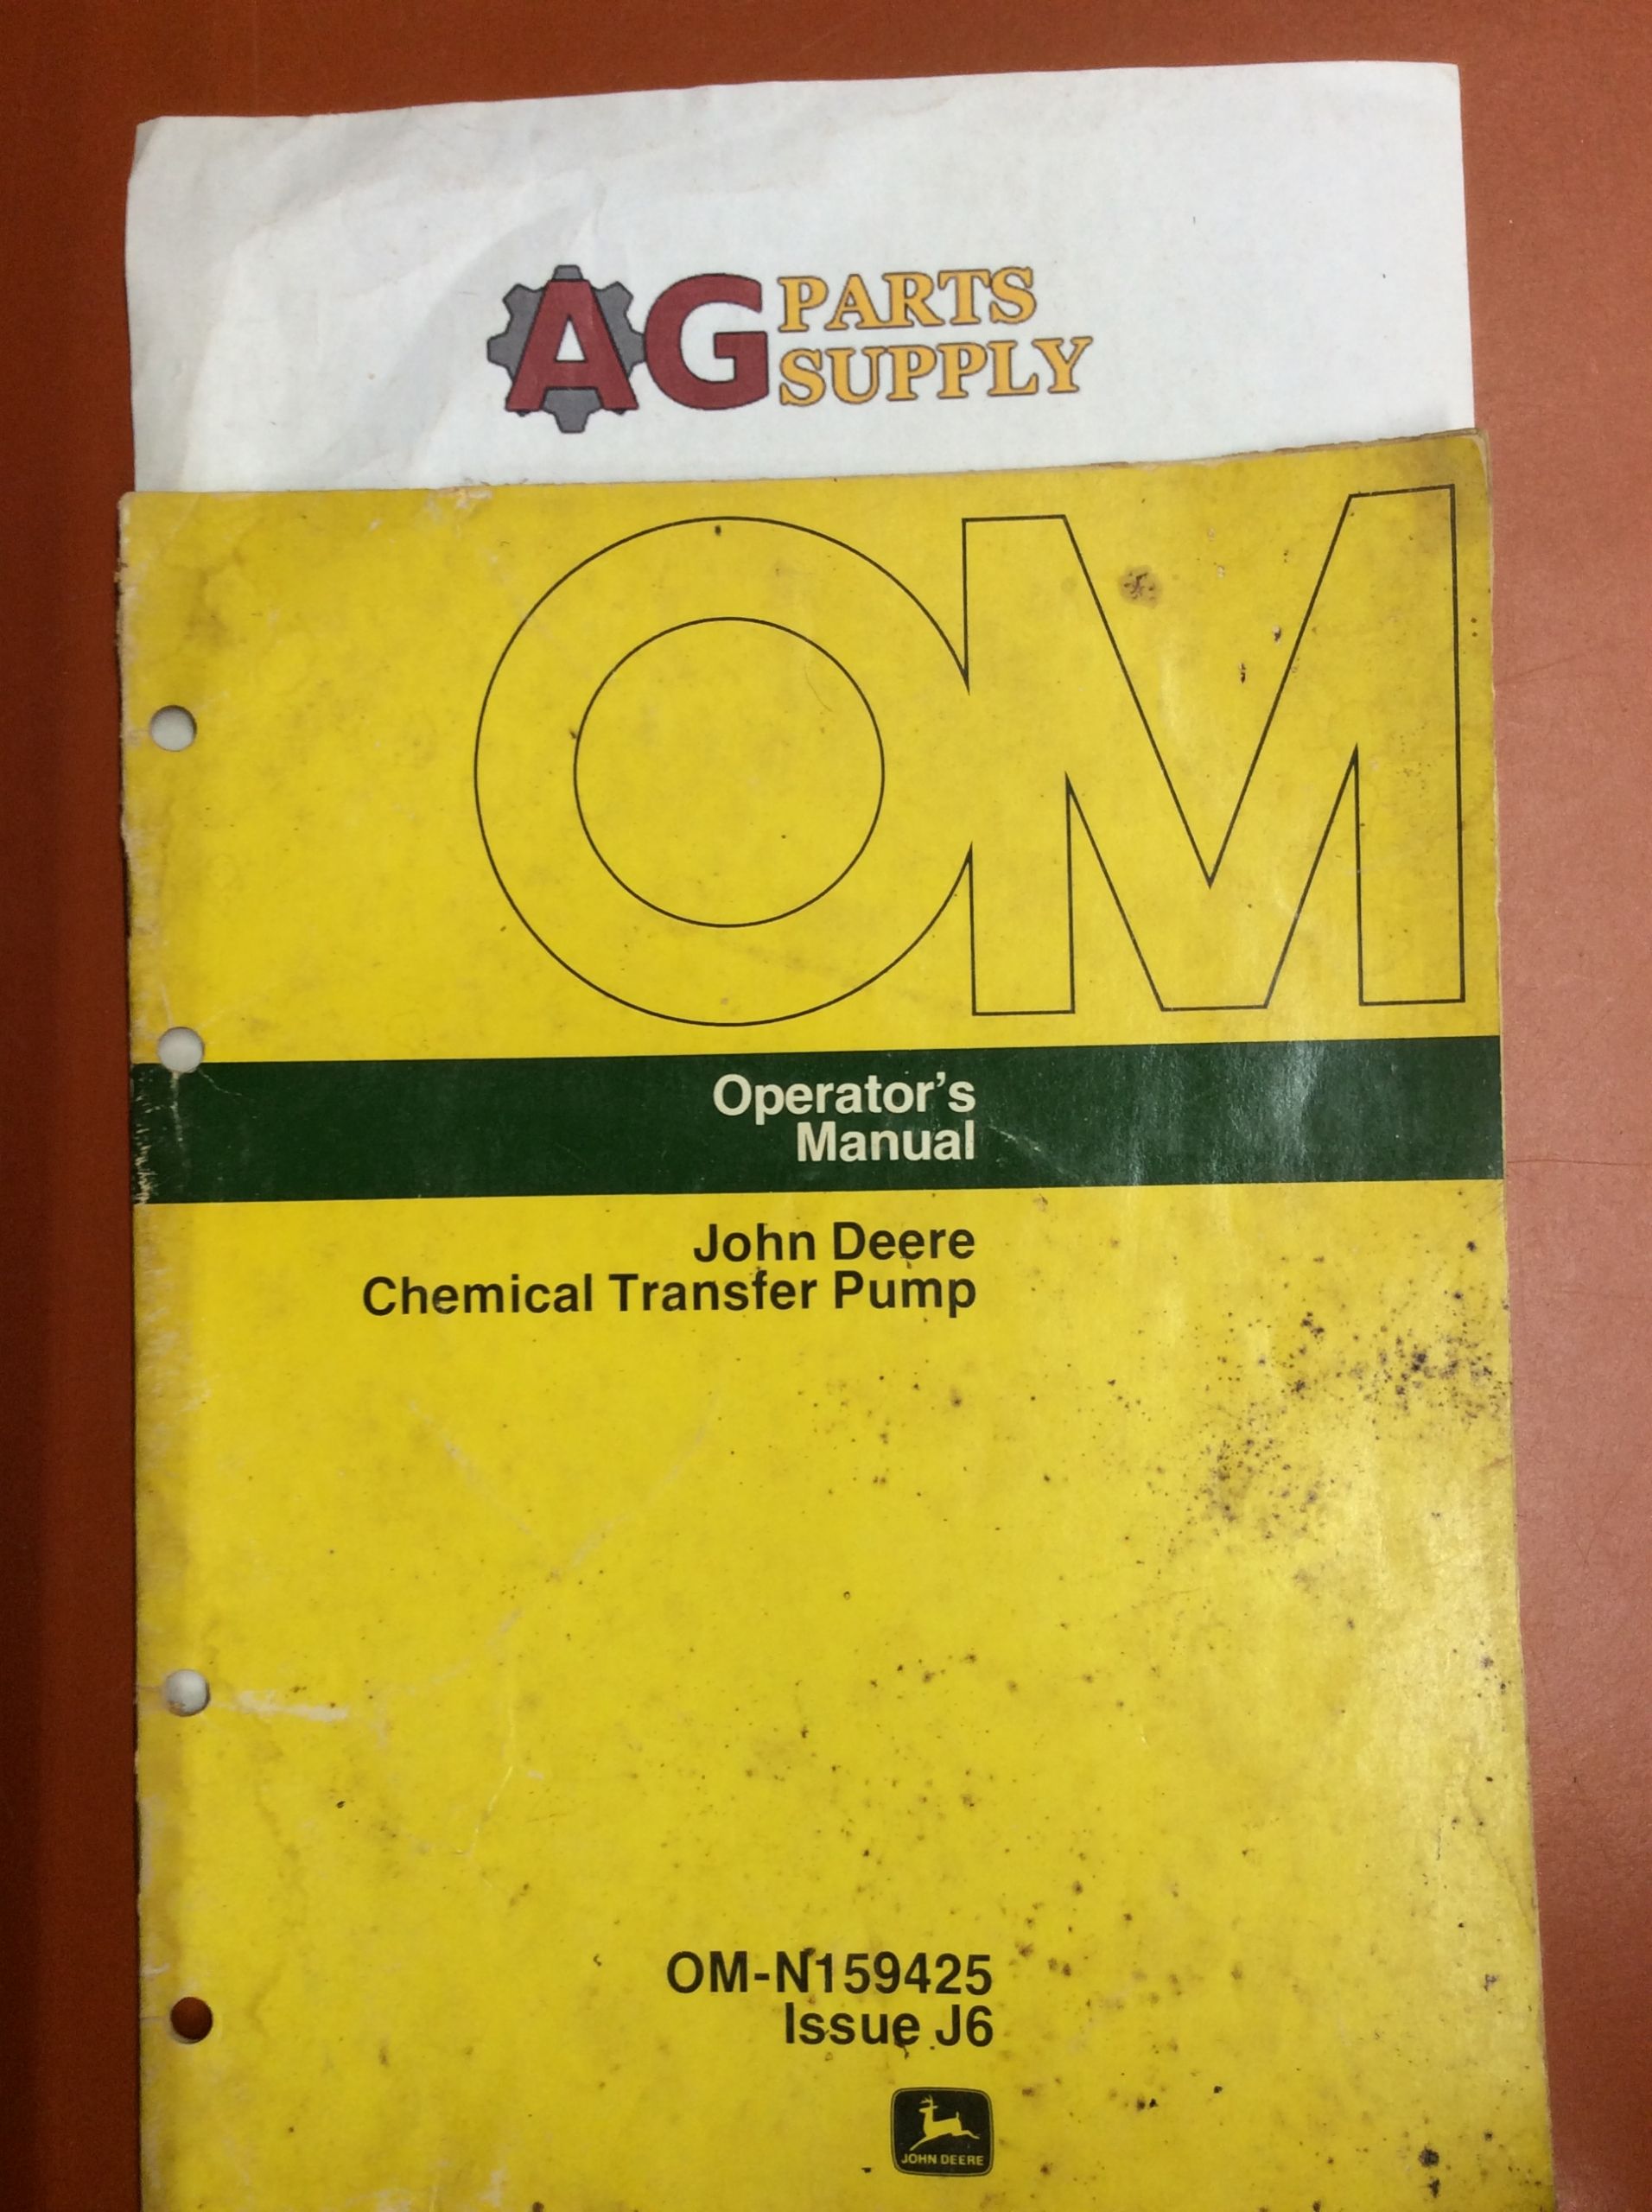 AG PARTS
SUPPLY
OM
Operator's
Manual
John Deere
Chemical Transfer Pump
OM-N159425
Issue J6
JOHN DEERE